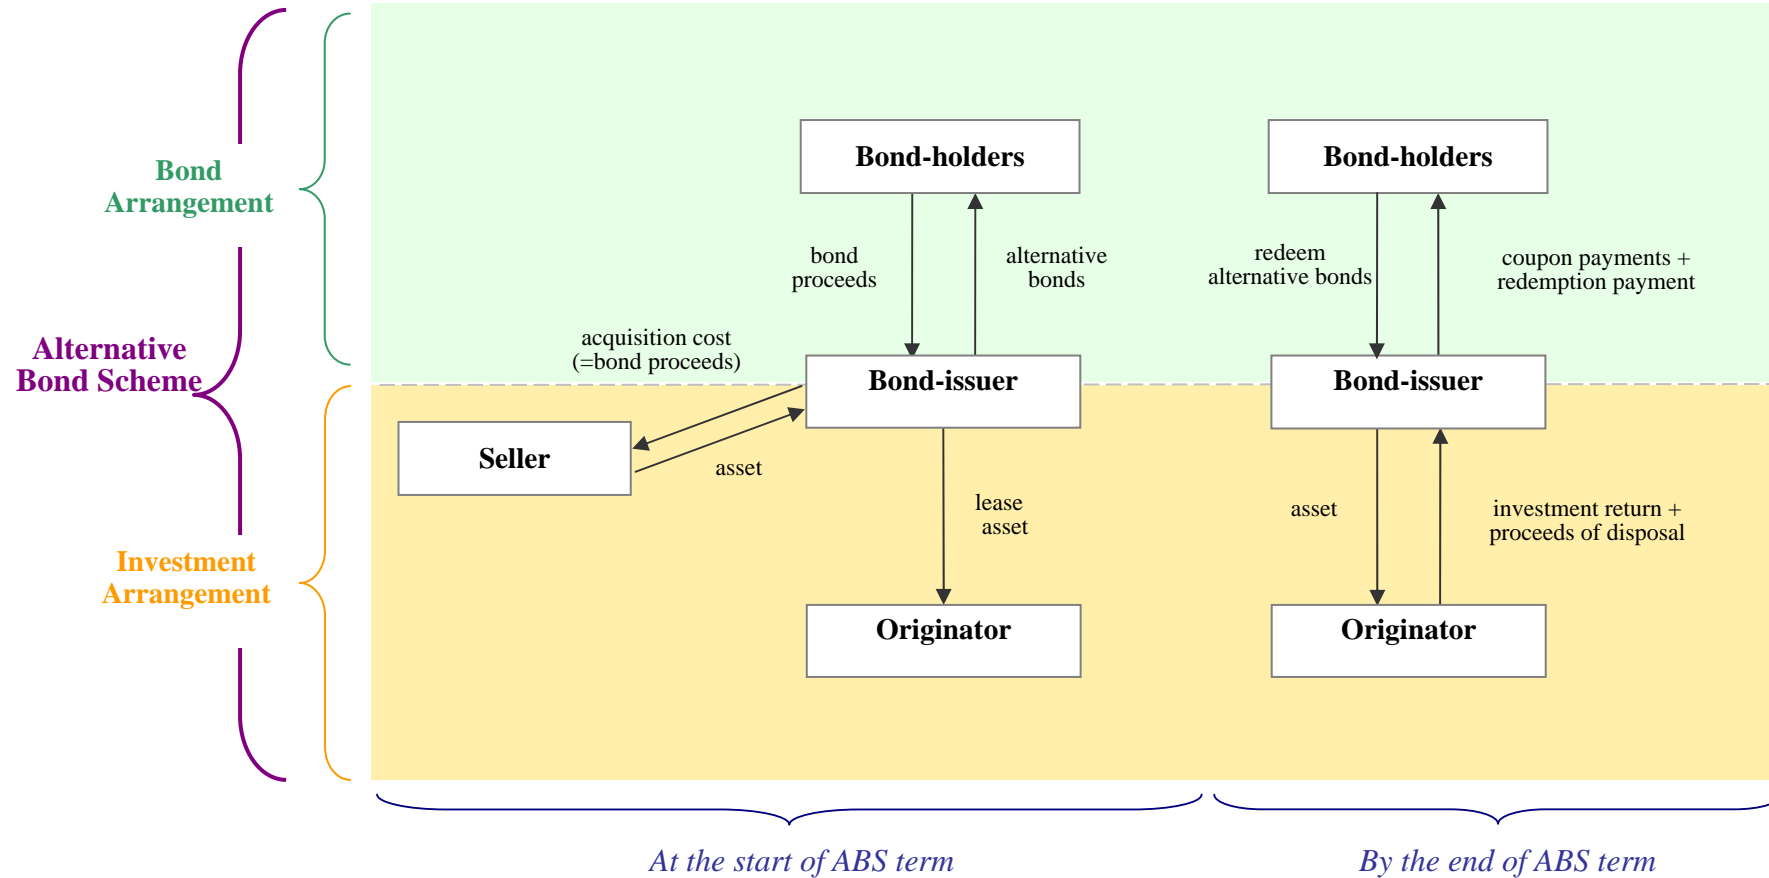 Bond
Arrangement
Alternative
Bond Scheme
Investment
Arrangement
Bond-holders
Bond-holders
bond
proceeds
alternative
bonds
redeem
alternative bonds
coupon payments +
redemption payment
acquisition cost
(=bond proceeds)
Bond-issuer
Bond-issuer
Seller
asset
lease
asset
asset
investment return +
proceeds of disposal
Originator
Originator
At the start of ABS term
By the end of ABS term